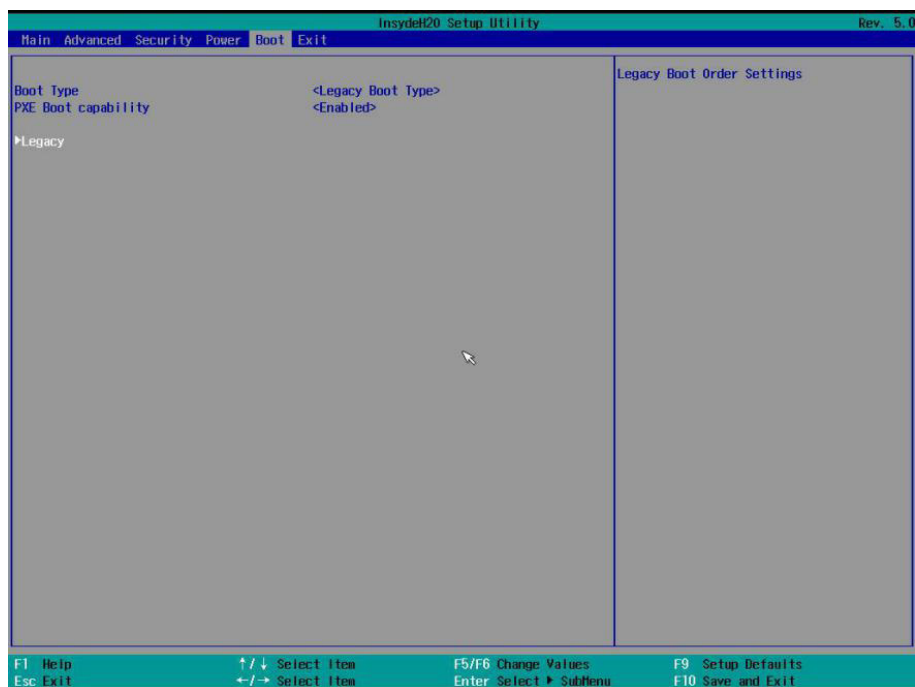 InsydeH20 Setup Utility Rev. 5.0
Main Advanced Security Power Boot Exit
Legacy Boot Order Settings
Boot Type <Legacy Boot Type>
PXE Boot capability <Enabled>
▶Legacy
F1 Help ↑/↓ Select Item F5/F6 Change Values F9 Setup Defaults
Esc Exit ←/→ Select Item Enter Select ▶ SubMenu F10 Save and Exit